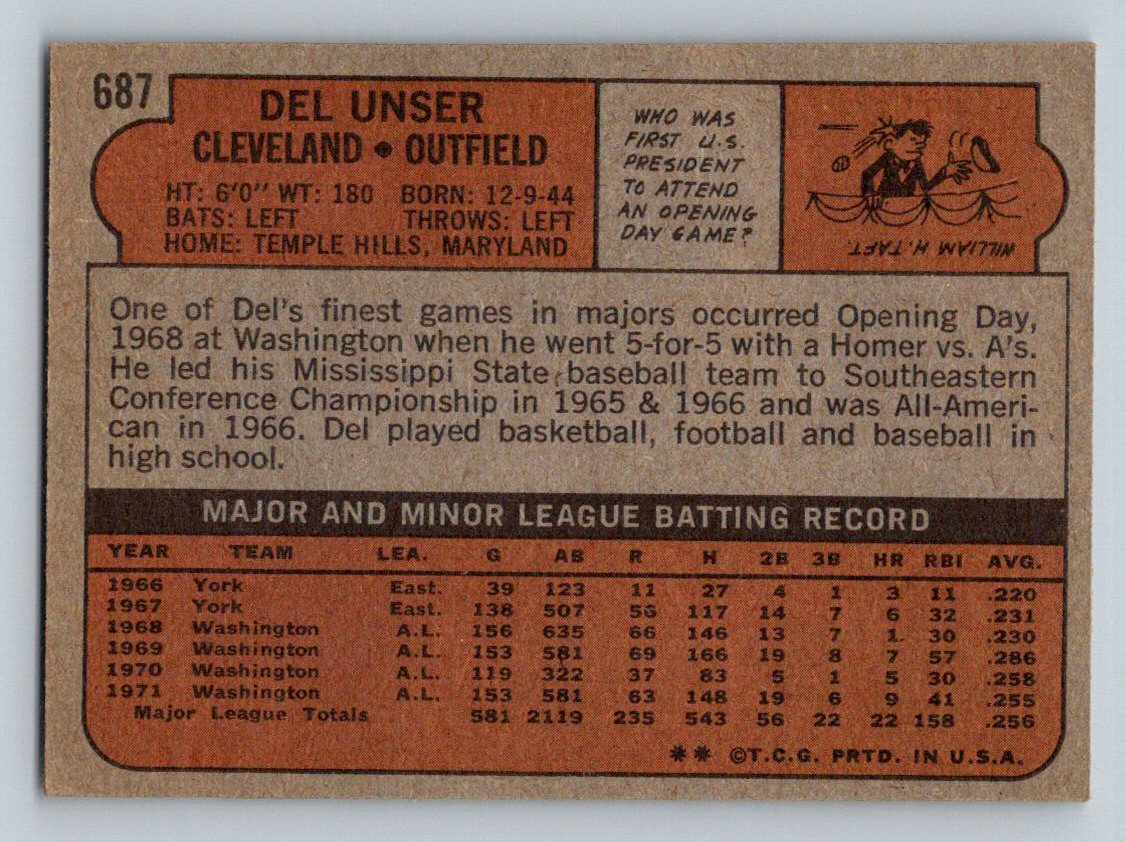 687
DEL UNSER
CLEVELAND • OUTFIELD
HT: 6'0" WT: 180 BORN: 12-9-44
BATS: LEFT THROWS: LEFT
HOME: TEMPLE HILLS, MARYLAND
WHO WAS
FIRST U.S.
PRESIDENT
TO ATTEND
AN OPENING
DAY GAME?
WILLIAM H. TAFT.
One of Del's finest games in majors occurred Opening Day,
1968 at Washington when he went 5-for-5 with a Homer vs. A's.
He led his Mississippi State baseball team to Southeastern
Conference Championship in 1965 & 1966 and was All-Ameri-
can in 1966. Del played basketball, football and baseball in
high school.
MAJOR AND MINOR LEAGUE BATTING RECORD
YEAR TEAM LEA. G AB R H 2B 3B HR RBI AVG.
1966 York East. 39 123 11 27 4 1 3 11 .220
1967 York East. 138 507 56 117 14 7 6 32 .231
1968 Washington A.L. 156 635 66 146 13 7 1 30 .230
1969 Washington A.L. 153 581 69 166 19 8 7 57 .286
1970 Washington A.L. 119 322 37 83 5 1 5 30 .258
1971 Washington A.L. 153 581 63 148 19 6 9 41 .255
Major League Totals 581 2119 235 543 56 22 22 158 .256
** ©T.C.G. PRTD. IN U.S.A.